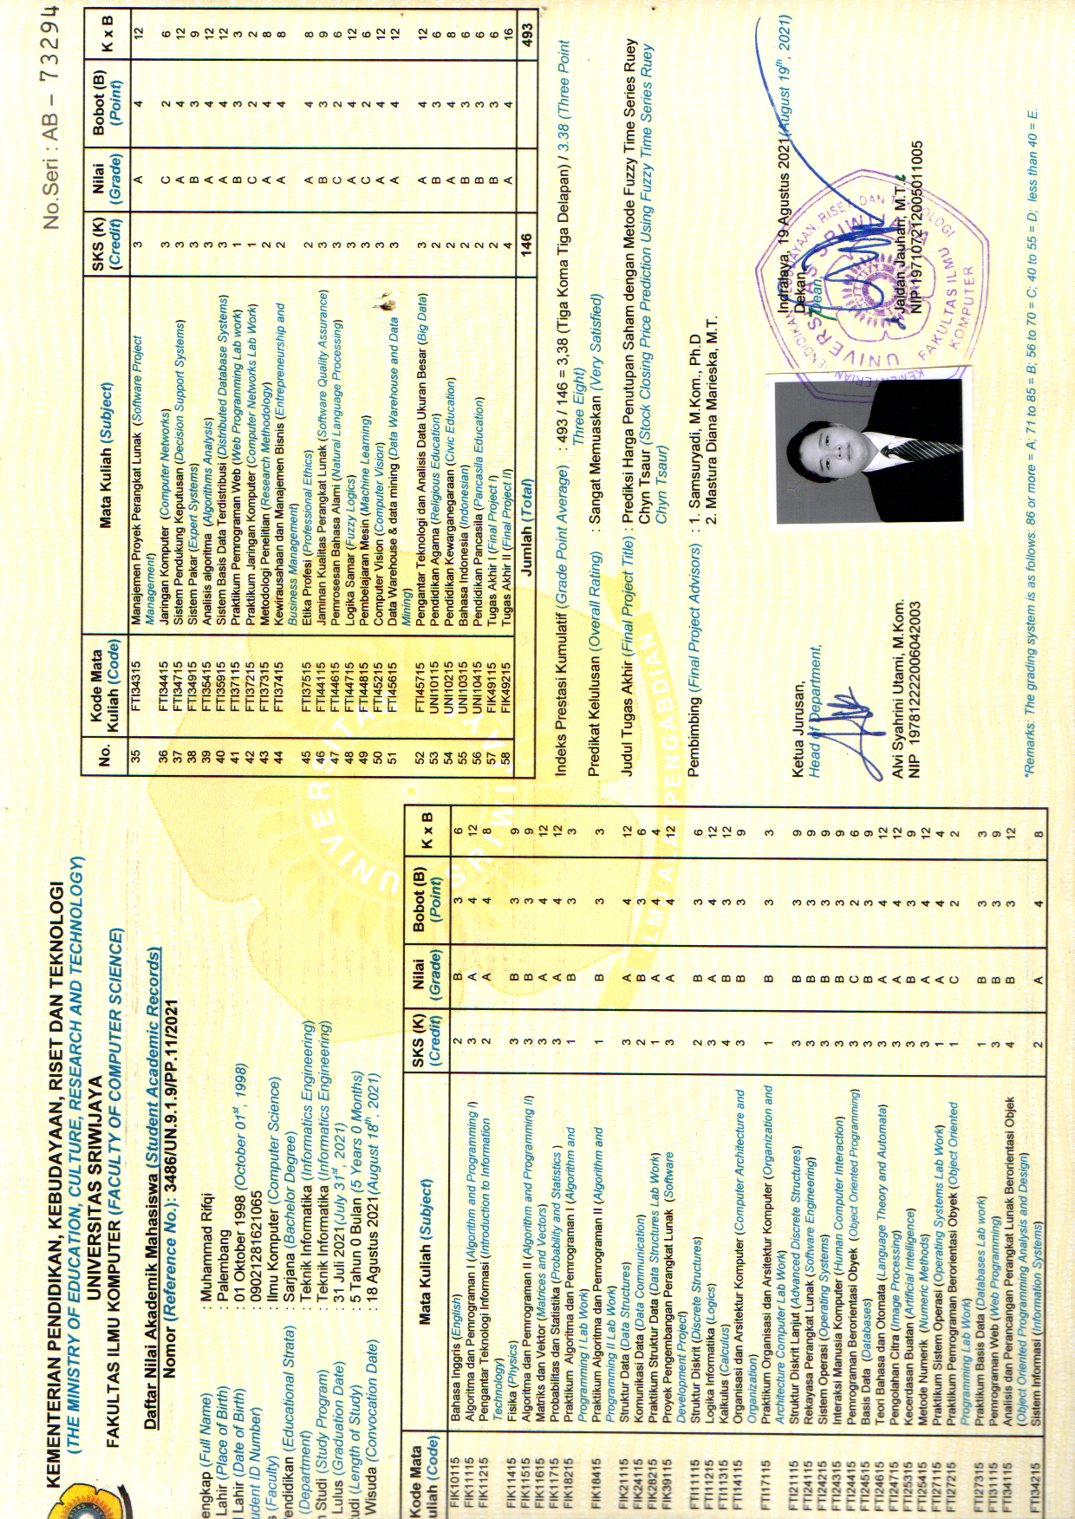 KEMENTERIAN PENDIDIKAN, KEBUDAYAAN, RISET DAN TEKNOLOGI
(THE MINISTRY OF EDUCATION, CULTURE, RESEARCH AND TECHNOLOGY)
UNIVERSITAS SRIWIJAYA
FAKULTAS ILMU KOMPUTER (FACULTY OF COMPUTER SCIENCE)
Daftar Nilai Akademik Mahasiswa (Student Academic Records)
Nomor (Reference No.): 3486/UN.9.1.9/PP.11/2021
engkap (Full Name) : Muhammad Rifqi
Lahir (Place of Birth) : Palembang
Lahir (Date of Birth) : 01 Oktober 1998 (October 01st, 1998)
udent ID Number) : 09021281621065
s (Faculty) : Ilmu Komputer (Computer Science)
endidikan (Educational Strata) : Sarjana (Bachelor Degree)
(Department) : Teknik Informatika (Informatics Engineering)
n Studi (Study Program) : Teknik Informatika (Informatics Engineering)
Lulus (Graduation Date) : 31 Juli 2021(July 31st, 2021)
udi (Length of Study) : 5 Tahun 0 Bulan (5 Years 0 Months)
Wisuda (Convocation Date) : 18 Agustus 2021(August 18th, 2021)
Kode Mata Mata Kuliah (Subject) SKS (K) Nilai Bobot (B) K x B
uliah (Code) (Credit) (Grade) (Point)
FIK10115 Bahasa Inggris (English) 2 B 3 6
FIK11115 Algoritma dan Pemrograman I (Algorithm and Programming I) 3 A 4 12
FIK11215 Pengantar Teknologi Informasi (Introduction to Information 2 A 4 8
Technology)
FIK11415 Fisika (Physics) 3 B 3 9
FIK11515 Algoritma dan Pemrograman II (Algorithm and Programming II) 3 B 3 9
FIK11615 Matriks dan Vektor (Matrices and Vectors) 3 A 4 12
FIK11715 Probabilitas dan Statistika (Probability and Statistics ) 3 A 4 12
FIK18215 Praktikum Algoritma dan Pemrograman I (Algorithm and 1 B 3 3
Programming I Lab Work)
FIK18415 Praktikum Algoritma dan Pemrograman II (Algorithm and 1 B 3 3
Programming II Lab Work)
FIK21115 Struktur Data (Data Structures) 3 A 4 12
FIK24115 Komunikasi Data (Data Communication) 2 B 3 6
FIK28215 Praktikum Struktur Data (Data Structures Lab Work) 1 A 4 4
FIK39115 Proyek Pengembangan Perangkat Lunak (Software 3 A 4 12
Development Project)
FTI11115 Struktur Diskrit (Discrete Structures) 2 B 3 6
FTI11215 Logika Informatika (Logics) 3 A 4 12
FTI11315 Kalkulus (Calculus) 4 B 3 12
FTI14115 Organisasi dan Arsitektur Komputer (Computer Architecture and 3 B 3 9
Organization)
FTI17115 Praktikum Organisasi dan Arsitektur Komputer (Organization and 1 B 3 3
Architecture Computer Lab Work)
FTI21115 Struktur Diskrit Lanjut (Advanced Discrete Structures) 3 B 3 9
FTI24115 Rekayasa Perangkat Lunak (Software Engineering) 3 B 3 9
FTI24215 Sistem Operasi (Operating Systems) 3 B 3 9
FTI24315 Interaksi Manusia Komputer (Human Computer Interaction) 3 B 3 9
FTI24415 Pemrograman Berorientasi Obyek (Object Oriented Programming) 3 C 2 6
FTI24515 Basis Data (Databases) 3 B 3 9
FTI24615 Teori Bahasa dan Otomata (Language Theory and Automata) 3 A 4 12
FTI24715 Pengolahan Citra (Image Processing) 3 A 4 12
FTI25315 Kecerdasan Buatan (Artificial Intelligence) 3 B 3 9
FTI25415 Metode Numerik (Numeric Methods) 3 A 4 12
FTI27115 Praktikum Sistem Operasi (Operating Systems Lab Work) 1 A 4 4
FTI27215 Praktikum Pemrograman Berorientasi Obyek (Object Oriented 1 C 2 2
Programming Lab Work)
FTI27315 Praktikum Basis Data (Databases Lab work) 1 B 3 3
FTI31115 Pemrograman Web (Web Programming) 3 B 3 9
FTI34115 Analisis dan Perancangan Perangkat Lunak Berorientasi Objek 4 B 3 12
(Object Oriented Programming Analysis and Design)
FTI34215 Sistem Informasi (Information Systems) 2 A 4 8
No.Seri : AB – 73294
No. Kode Mata Mata Kuliah (Subject) SKS (K) Nilai Bobot (B) K x B
Kuliah (Code) (Credit) (Grade) (Point)
35 FTI34315 Manajemen Proyek Perangkat Lunak (Software Project 3 A 4 12
Management)
36 FTI34415 Jaringan Komputer (Computer Networks) 3 C 2 6
37 FTI34715 Sistem Pendukung Keputusan (Decision Support Systems) 3 A 4 12
38 FTI34915 Sistem Pakar (Expert Systems) 3 B 3 9
39 FTI35415 Analisis algoritma (Algorithms Analysis) 3 A 4 12
40 FTI35915 Sistem Basis Data Terdistribusi (Distributed Database Systems) 3 A 4 12
41 FTI37115 Praktikum Pemrograman Web (Web Programming Lab work) 1 B 3 3
42 FTI37215 Praktikum Jaringan Komputer (Computer Networks Lab Work) 1 C 2 2
43 FTI37315 Metodologi Penelitian (Research Methodology) 2 A 4 8
44 FTI37415 Kewirausahaan dan Manajemen Bisnis (Entrepreneurship and 2 A 4 8
Business Management)
45 FTI37515 Etika Profesi (Professional Ethics) 2 A 4 8
46 FTI44115 Jaminan Kualitas Perangkat Lunak (Software Quality Assurance) 3 B 3 9
47 FTI44615 Pemrosesan Bahasa Alami (Natural Language Processing) 3 C 2 6
48 FTI44715 Logika Samar (Fuzzy Logics) 3 A 4 12
49 FTI44815 Pembelajaran Mesin (Machine Learning) 3 C 2 6
50 FTI45215 Computer Vision (Computer Vision) 3 A 4 12
51 FTI45615 Data Warehouse & data mining (Data Warehouse and Data 3 A 4 12
Mining)
52 FTI45715 Pengantar Teknologi dan Analisis Data Ukuran Besar (Big Data) 3 A 4 12
53 UNI10115 Pendidikan Agama (Religious Education) 2 B 3 6
54 UNI10215 Pendidikan Kewarganegaraan (Civic Education) 2 A 4 8
55 UNI10315 Bahasa Indonesia (Indonesian) 2 B 3 6
56 UNI10415 Pendidikan Pancasila (Pancasila Education) 2 B 3 6
57 FIK49115 Tugas Akhir I (Final Project I) 2 B 3 6
58 FIK49215 Tugas Akhir II (Final Project II) 4 A 4 16
Jumlah (Total) 146 493
Indeks Prestasi Kumulatif (Grade Point Average) : 493 / 146 = 3,38 (Tiga Koma Tiga Delapan) / 3.38 (Three Point
Three Eight)
Predikat Kelulusan (Overall Rating) : Sangat Memuaskan (Very Satisfied)
Judul Tugas Akhir (Final Project Title) : Prediksi Harga Penutupan Saham dengan Metode Fuzzy Time Series Ruey
Chyn Tsaur (Stock Closing Price Prediction Using Fuzzy Time Series Ruey
Chyn Tsaur)
Pembimbing (Final Project Advisors) : 1. Samsuryadi, M.Kom., Ph.D
2. Mastura Diana Marieska, M.T.
Ketua Jurusan,
Head of Department,
Alvi Syahrini Utami, M.Kom.
NIP 197812222006042003
Indralaya, 19 Agustus 2021(August 19th, 2021)
Dekan,
Dean,
Jaidan Jauhari, M.T.
NIP 197107212005011005
KEMENTERIAN PENDIDIKAN KEBUDAYAAN RISET DAN TEKNOLOGI
UNIVERSITAS SRIWIJAYA
FAKULTAS ILMU
KOMPUTER
UNIVERSITAS SRIWIJAYA
ILMU ALAT PENGABDIAN
*Remarks: The grading system is as follows: 86 or more = A; 71 to 85 = B; 56 to 70 = C; 40 to 55 = D; less than 40 = E.